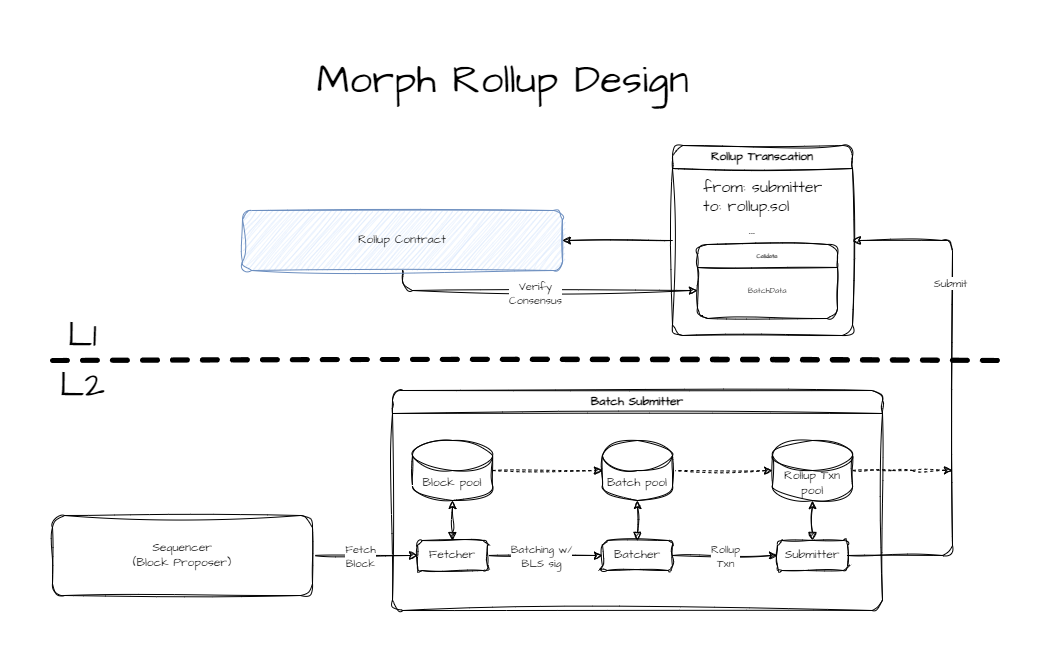 Morph Rollup Design
Rollup Transcation
from: submitter
to: rollup.sol
...
Calldata
BatchData
Rollup Contract
Verify
Consensus
Submit
L1
L2
Batch Submitter
Block pool
Batch pool
Rollup Txn
pool
Sequencer
(Block Proposer)
Fetch
Block
Fetcher
Batching w/
BLS sig
Batcher
Rollup
Txn
Submitter